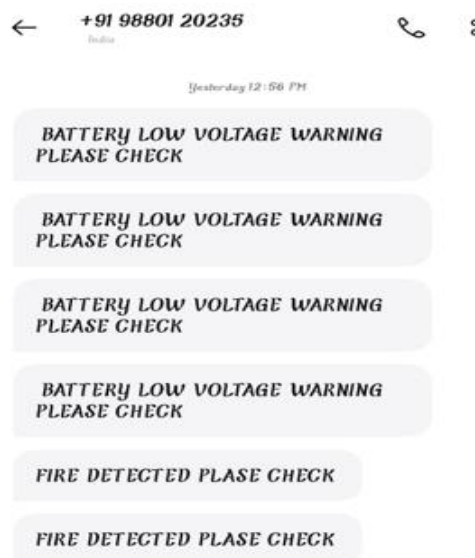 +91 98801 20235
India
Yesterday 12:56 PM
BATTERY LOW VOLTAGE WARNING
PLEASE CHECK
BATTERY LOW VOLTAGE WARNING
PLEASE CHECK
BATTERY LOW VOLTAGE WARNING
PLEASE CHECK
BATTERY LOW VOLTAGE WARNING
PLEASE CHECK
FIRE DETECTED PLASE CHECK
FIRE DETECTED PLASE CHECK